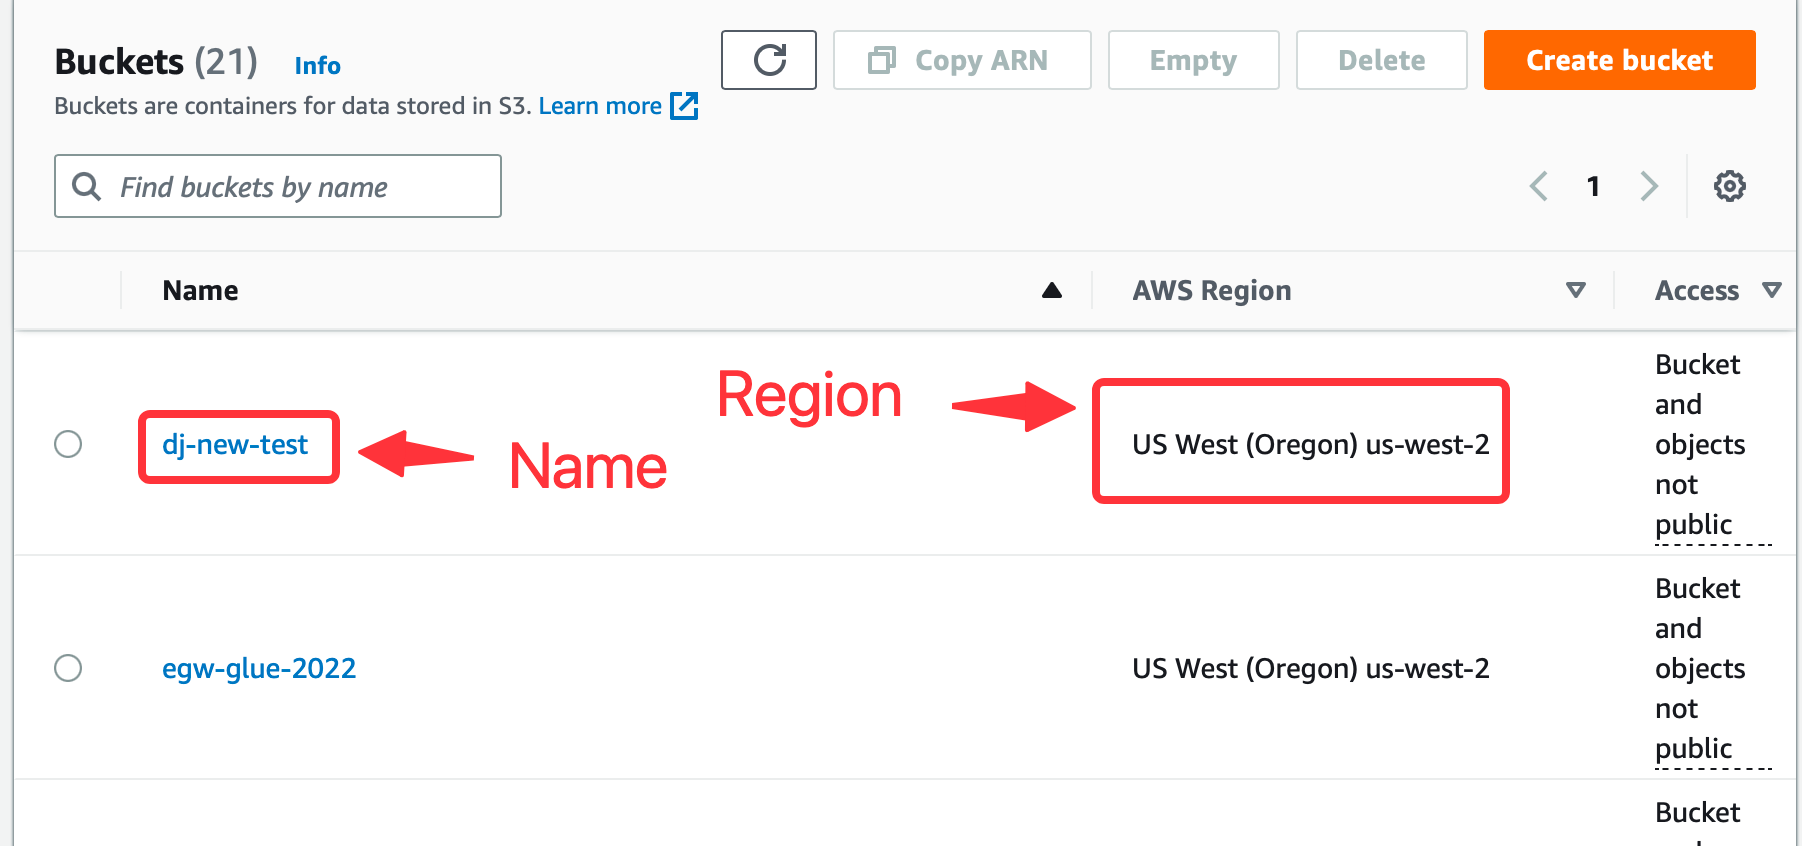 Buckets (21) Info
Buckets are containers for data stored in S3. Learn more
Copy ARN
Empty
Delete
Create bucket
Find buckets by name
1
Name
AWS Region
Access
dj-new-test
Name
Region
US West (Oregon) us-west-2
Bucket
and
objects
not
public
egw-glue-2022
US West (Oregon) us-west-2
Bucket
and
objects
not
public
Bucket